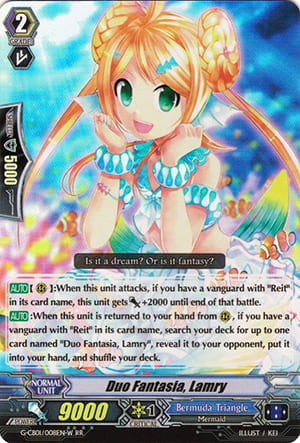 2
GRADE
SHIELD
5000
Is it a dream? Or is it fantasy?
AUTO [ ]:When this unit attacks, if you have a vanguard with "Reit"
in its card name, this unit gets +2000 until end of that battle.
AUTO:When this unit is returned to your hand from , if you have a
vanguard with "Reit" in its card name, search your deck for up to one
card named "Duo Fantasia, Lamry", reveal it to your opponent, put it
into your hand, and shuffle your deck.
NORMAL
UNIT
Duo Fantasia, Lamry
POWER
9000
1
CRITICAL
Bermuda Triangle
Mermaid
G-CB01/008EN-W RR
ILLUST / KEI